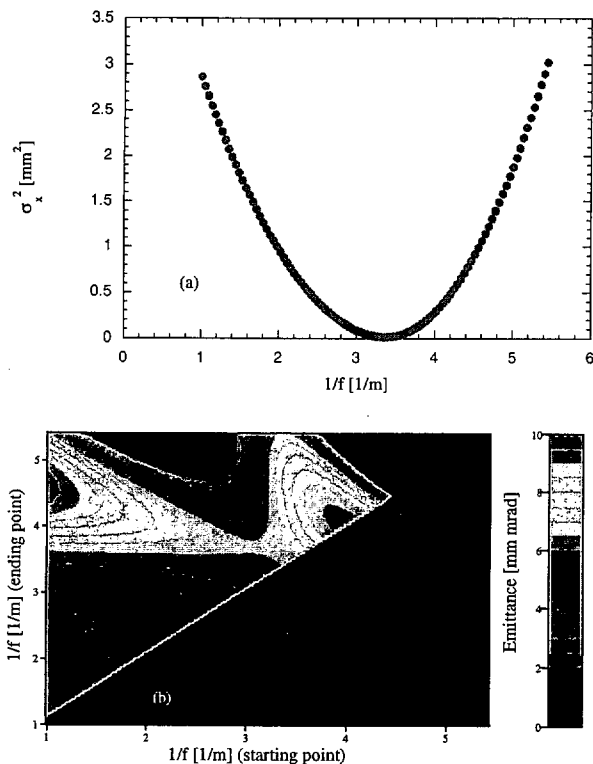 3.5
3
2.5
2
1.5
1
0.5
0
σx² [mm²]
(a)
0 1 2 3 4 5 6
1/f [1/m]
5
4
3
2
1
1/f [1/m] (ending point)
(b)
1 2 3 4 5
1/f [1/m] (starting point)
Emittance [mm mrad]
10
8
6
4
2
0